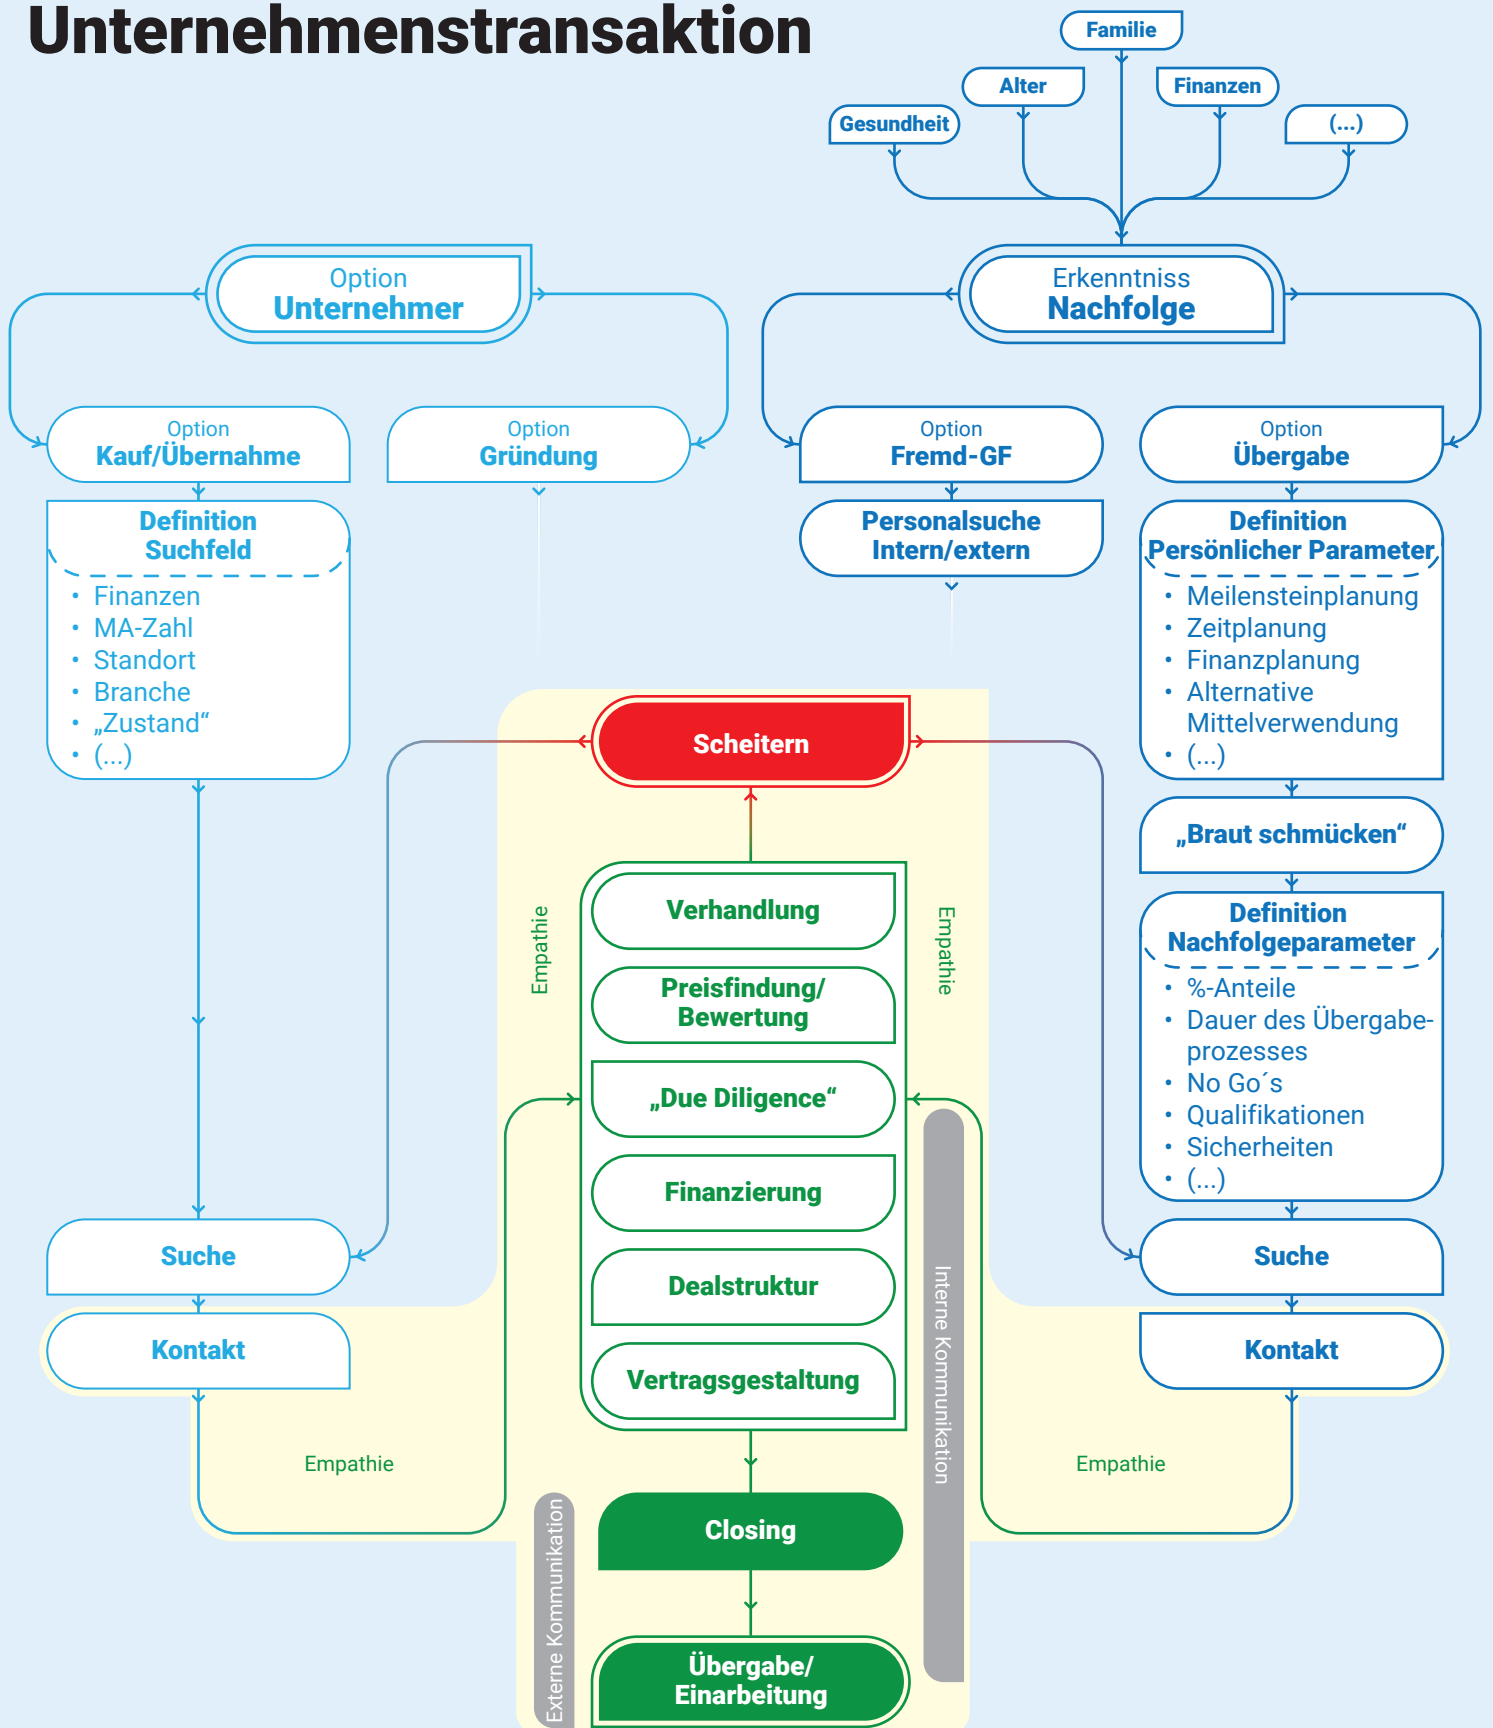 Unternehmenstransaktion
Familie
Alter
Finanzen
Gesundheit
(...)
Option
Unternehmer
Erkenntniss
Nachfolge
Option
Kauf/Übernahme
Option
Gründung
Option
Fremd-GF
Option
Übergabe
Definition
Suchfeld
• Finanzen
• MA-Zahl
• Standort
• Branche
• „Zustand“
• (...)
Personalsuche
Intern/extern
Definition
Persönlicher Parameter
• Meilensteinplanung
• Zeitplanung
• Finanzplanung
• Alternative
Mittelverwendung
• (...)
Scheitern
„Braut schmücken“
Definition
Nachfolgeparameter
• %-Anteile
• Dauer des Übergabe-
prozesses
• No Go´s
• Qualifikationen
• Sicherheiten
• (...)
Empathie
Verhandlung
Preisfindung/
Bewertung
„Due Diligence“
Finanzierung
Dealstruktur
Vertragsgestaltung
Empathie
Interne Kommunikation
Suche
Kontakt
Suche
Kontakt
Empathie
Empathie
Externe Kommunikation
Closing
Übergabe/
Einarbeitung